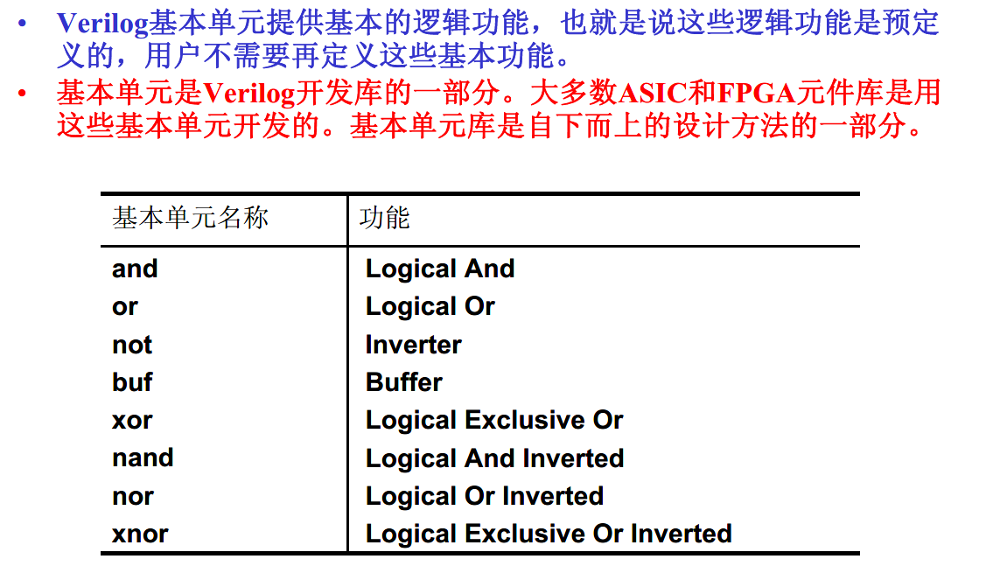 • Verilog基本单元提供基本的逻辑功能，也就是说这些逻辑功能是预定
义的，用户不需要再定义这些基本功能。
• 基本单元是Verilog开发库的一部分。大多数ASIC和FPGA元件库是用
这些基本单元开发的。基本单元库是自下而上的设计方法的一部分。
基本单元名称 功能
and Logical And
or Logical Or
not Inverter
buf Buffer
xor Logical Exclusive Or
nand Logical And Inverted
nor Logical Or Inverted
xnor Logical Exclusive Or Inverted